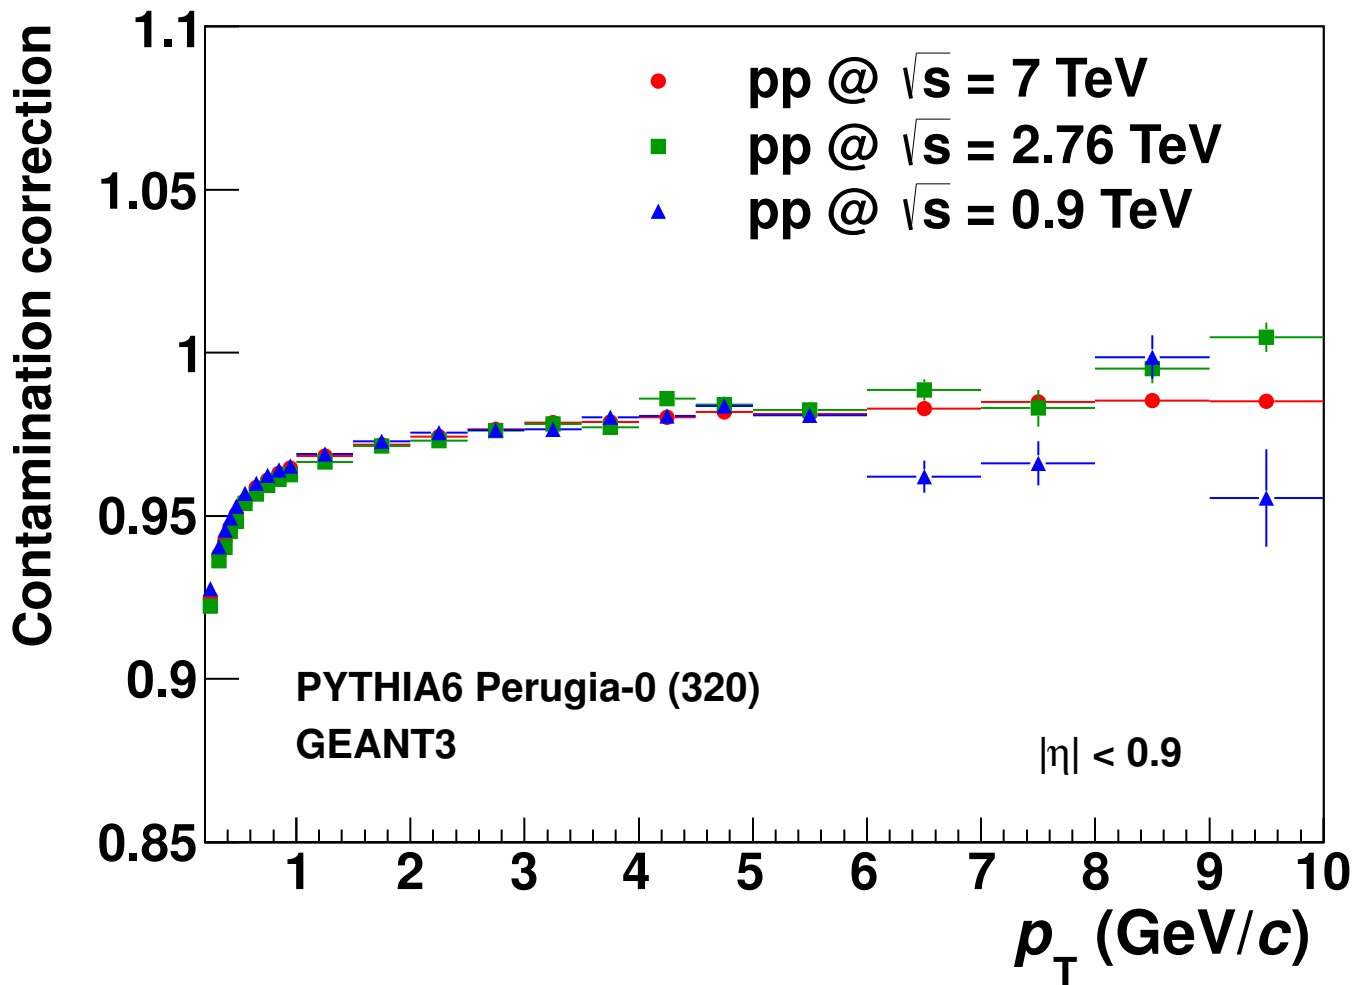 Contamination correction
1.1
1.05
1
0.95
0.9
0.85
pp @ √s = 7 TeV
pp @ √s = 2.76 TeV
pp @ √s = 0.9 TeV
PYTHIA6 Perugia-0 (320)
GEANT3
|η| < 0.9
1 2 3 4 5 6 7 8 9 10
p_T (GeV/c)